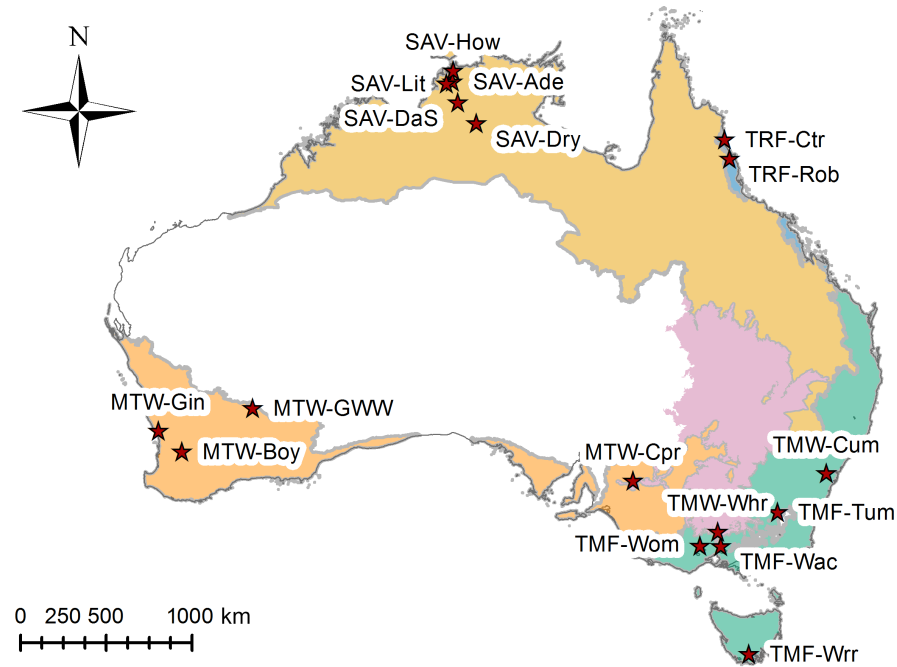 N
SAV-How
SAV-Lit
SAV-Ade
SAV-DaS
SAV-Dry
TRF-Ctr
TRF-Rob
MTW-Gin
MTW-GWW
MTW-Boy
MTW-Cpr
TMW-Cum
TMW-Whr
TMF-Tum
TMF-Wom
TMF-Wac
0 250 500 1000 km
TMF-Wrr